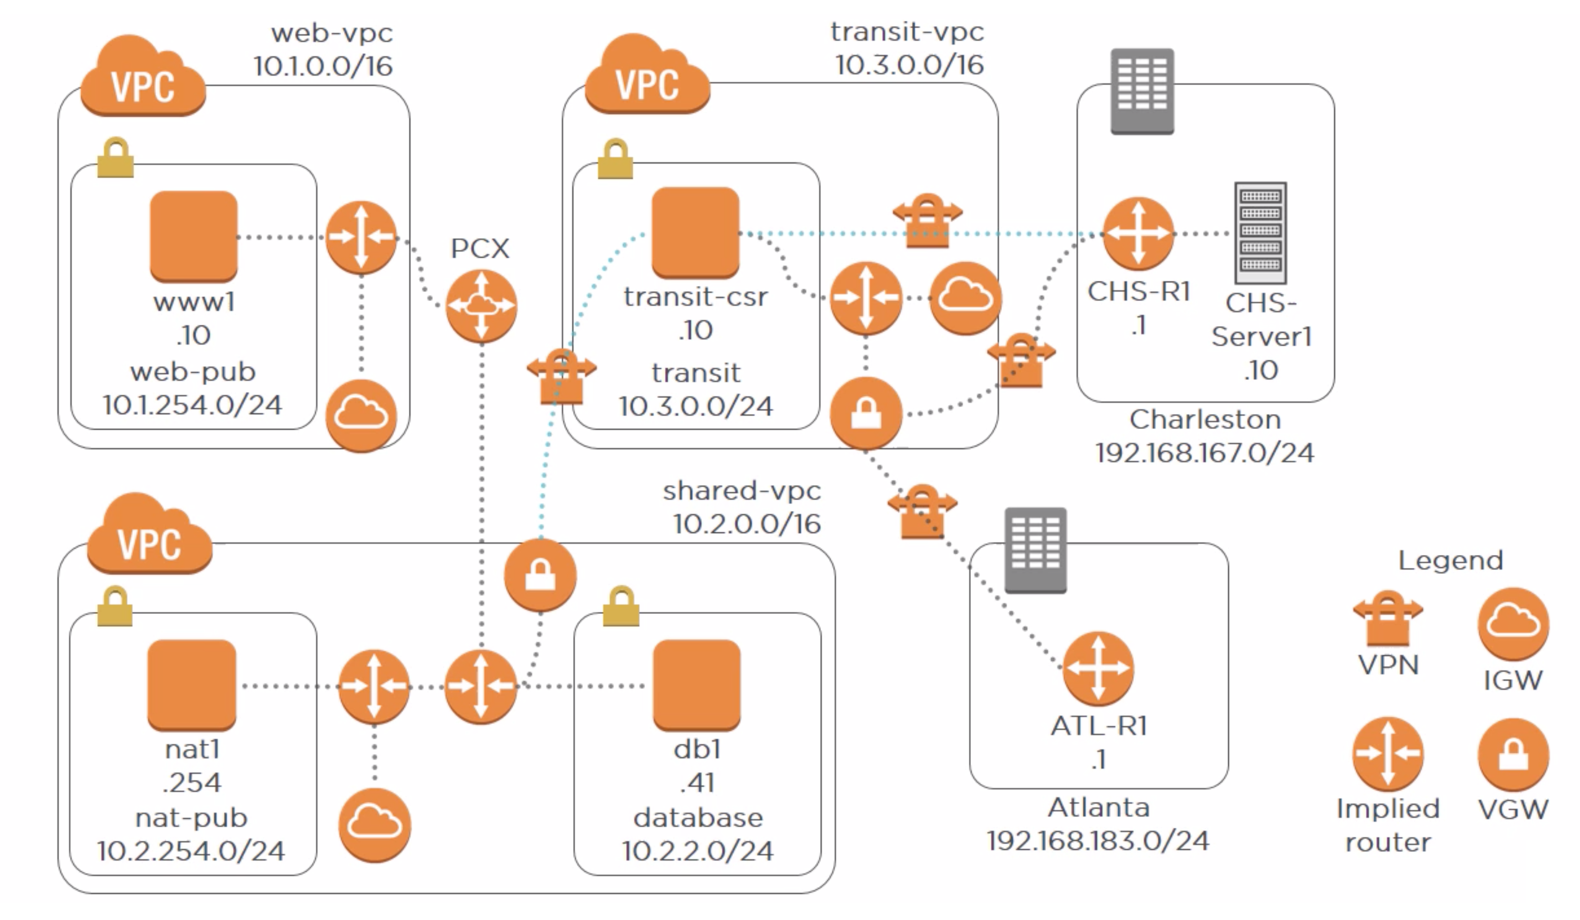 web-vpc
10.1.0.0/16
VPC
www1
.10
web-pub
10.1.254.0/24
PCX
transit-vpc
10.3.0.0/16
VPC
transit-csr
.10
transit
10.3.0.0/24
CHS-R1
.1
CHS-
Server1
.10
Charleston
192.168.167.0/24
shared-vpc
10.2.0.0/16
VPC
nat1
.254
nat-pub
10.2.254.0/24
db1
.41
database
10.2.2.0/24
ATL-R1
.1
Atlanta
192.168.183.0/24
Legend
VPN
IGW
Implied
router
VGW